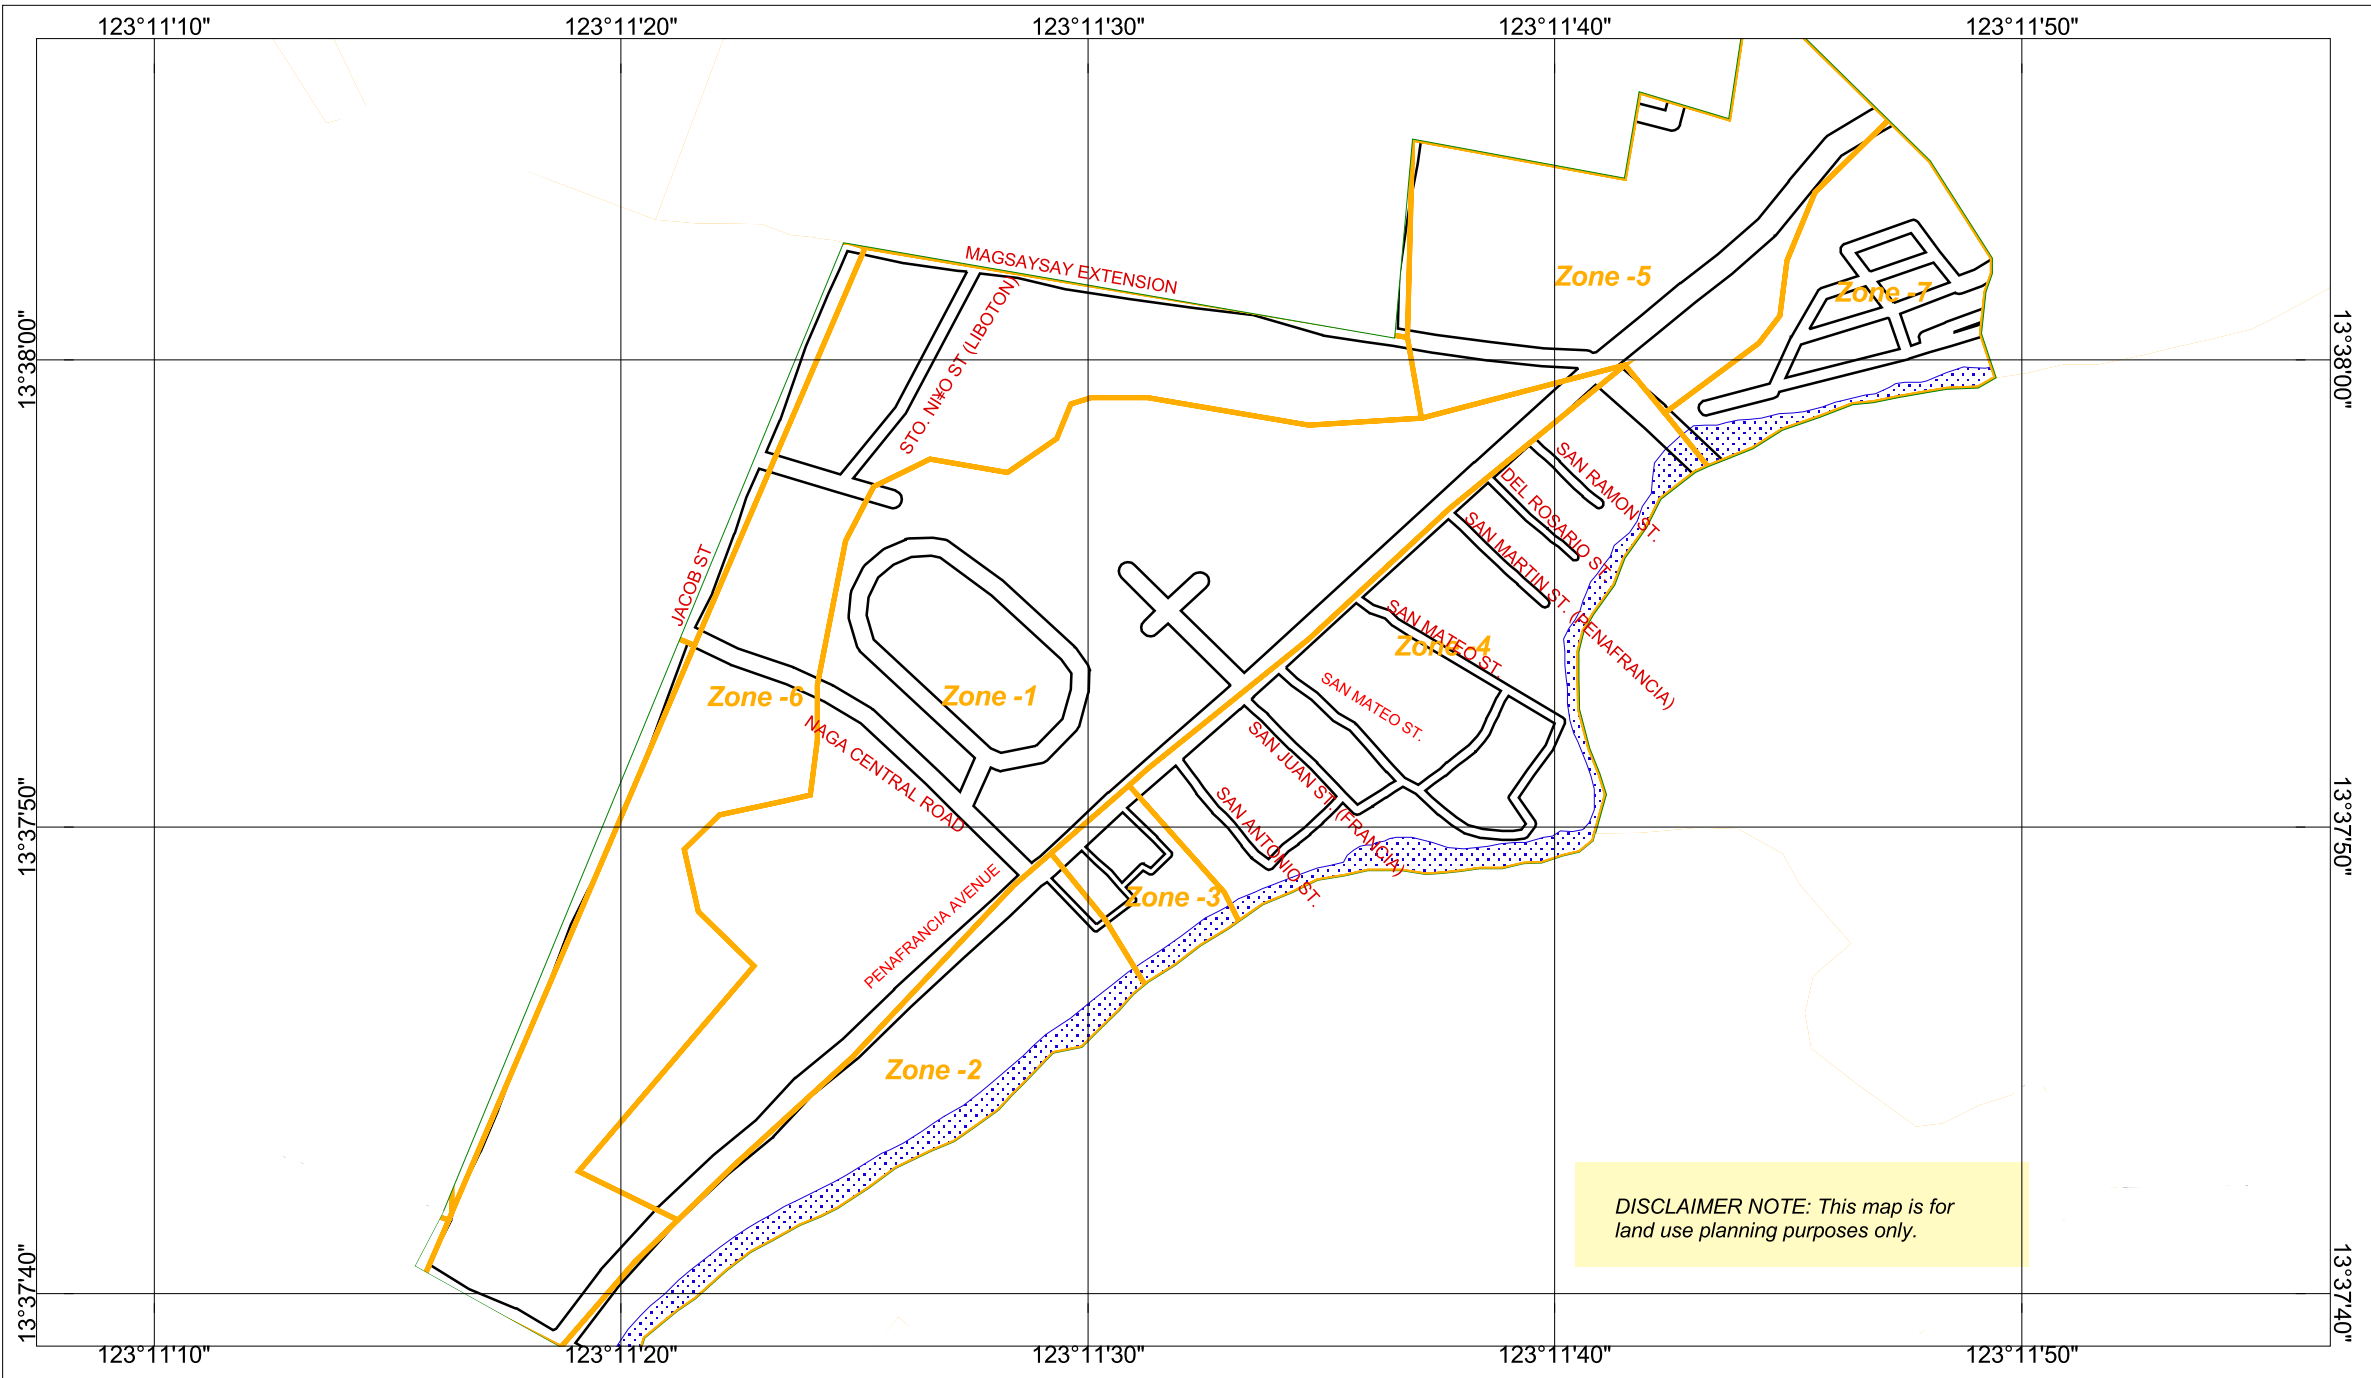 123°11'10"
123°11'20"
123°11'30"
123°11'40"
123°11'50"
MAGSAYSAY EXTENSION
STO. NI¥O ST (LIBOTON)
Zone -5
Zone -7
13°38'00"
13°38'00"
SAN RAMON ST.
DEL ROSARIO ST.
SAN MARTIN ST. (PENAFRANCIA)
JACOB ST
SAN MATEO ST.
Zone -4
SAN MATEO ST.
Zone -6
Zone -1
NAGA CENTRAL ROAD
SAN JUAN ST. (FRANCIA)
SAN ANTONIO ST.
13°37'50"
13°37'50"
PENAFRANCIA AVENUE
Zone -3
Zone -2
DISCLAIMER NOTE: This map is for
land use planning purposes only.
13°37'40"
13°37'40"
123°11'10"
123°11'20"
123°11'30"
123°11'40"
123°11'50"